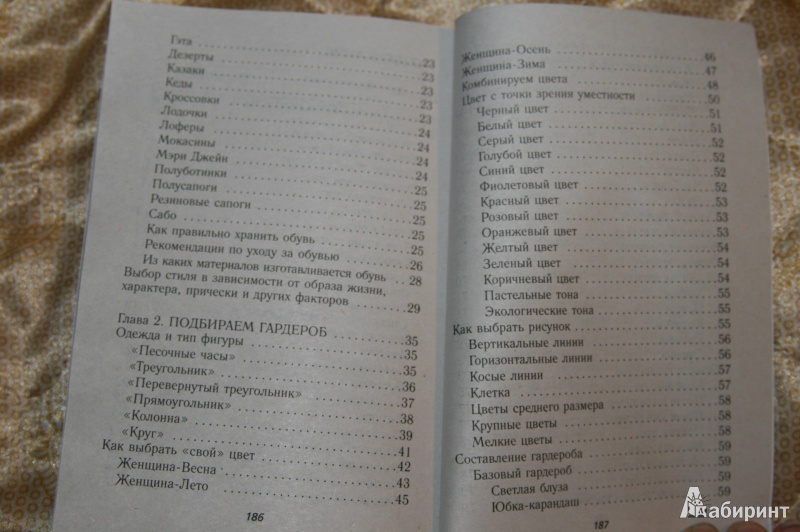 Гэта . . . . . 23
Дезерты . . . . . 23
Казаки . . . . . 23
Кеды . . . . . 23
Кроссовки . . . . . 23
Лодочки . . . . . 24
Лоферы . . . . . 24
Мокасины . . . . . 24
Мэри Джейн . . . . . 24
Полуботинки . . . . . 25
Полусапоги . . . . . 25
Резиновые сапоги . . . . . 25
Сабо . . . . . 25
Как правильно хранить обувь . . . . . 25
Рекомендации по уходу за обувью . . . . . 26
Из каких материалов изготавливается обувь . . 28
Выбор стиля в зависимости от образа жизни,
характера, прически и других факторов . . . . . 29
Глава 2. ПОДБИРАЕМ ГАРДЕРОБ . . . . . 35
Одежда и тип фигуры . . . . . 35
«Песочные часы» . . . . . 35
«Треугольник» . . . . . 36
«Перевернутый треугольник» . . . . . 37
«Прямоугольник» . . . . . 38
«Колонна» . . . . . 39
«Круг» . . . . . 41
Как выбрать «свой» цвет . . . . . 42
Женщина-Весна . . . . . 43
Женщина-Лето . . . . . 45
186
Женщина-Осень . . . . . 46
Женщина-Зима . . . . . 47
Комбинируем цвета . . . . . 48
Цвет с точки зрения уместности . . . . . 50
Черный цвет . . . . . 51
Белый цвет . . . . . 51
Серый цвет . . . . . 52
Голубой цвет . . . . . 52
Синий цвет . . . . . 52
Фиолетовый цвет . . . . . 52
Красный цвет . . . . . 53
Розовый цвет . . . . . 53
Оранжевый цвет . . . . . 53
Желтый цвет . . . . . 54
Зеленый цвет . . . . . 54
Коричневый цвет . . . . . 54
Пастельные тона . . . . . 55
Экологические тона . . . . . 55
Как выбрать рисунок . . . . . 55
Вертикальные линии . . . . . 56
Горизонтальные линии . . . . . 56
Косые линии . . . . . 57
Клетка . . . . . 57
Цветы среднего размера . . . . . 58
Крупные цветы . . . . . 58
Мелкие цветы . . . . . 58
Составление гардероба . . . . . 59
Базовый гардероб . . . . . 59
Светлая блуза . . . . . 59
Юбка-карандаш . . . . . 59
187
Лабиринт